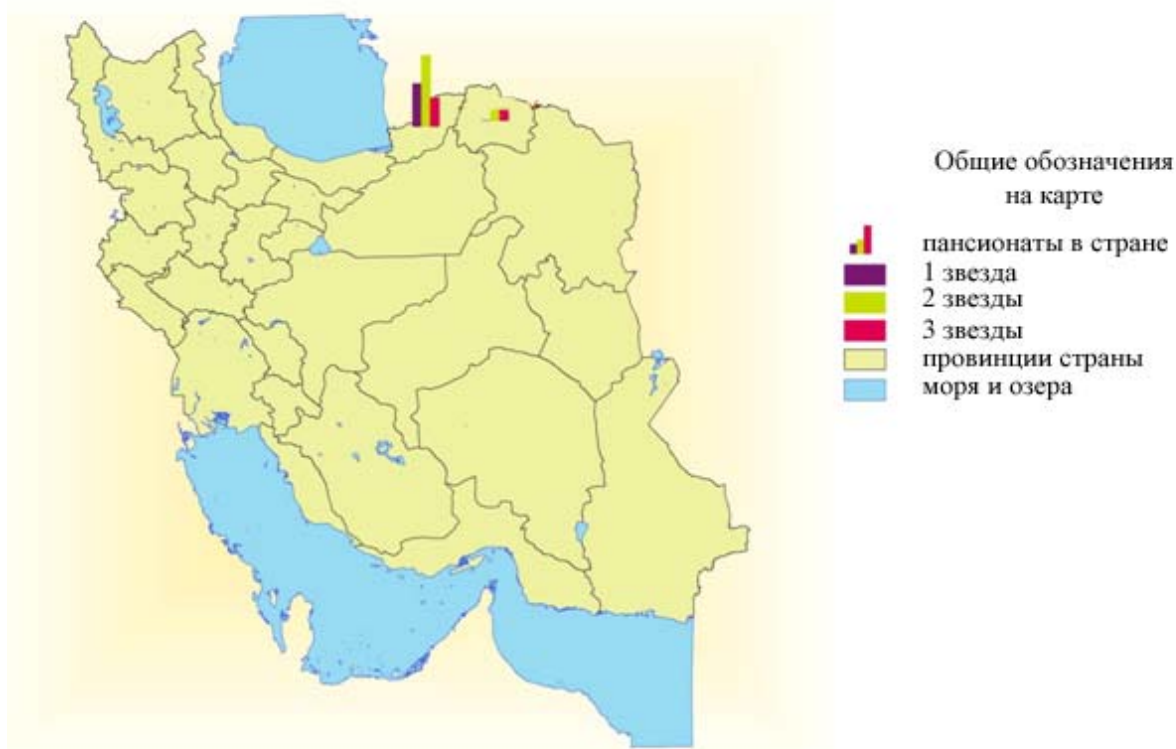 Общие обозначения
на карте
пансионаты в стране
1 звезда
2 звезды
3 звезды
провинции страны
моря и озера